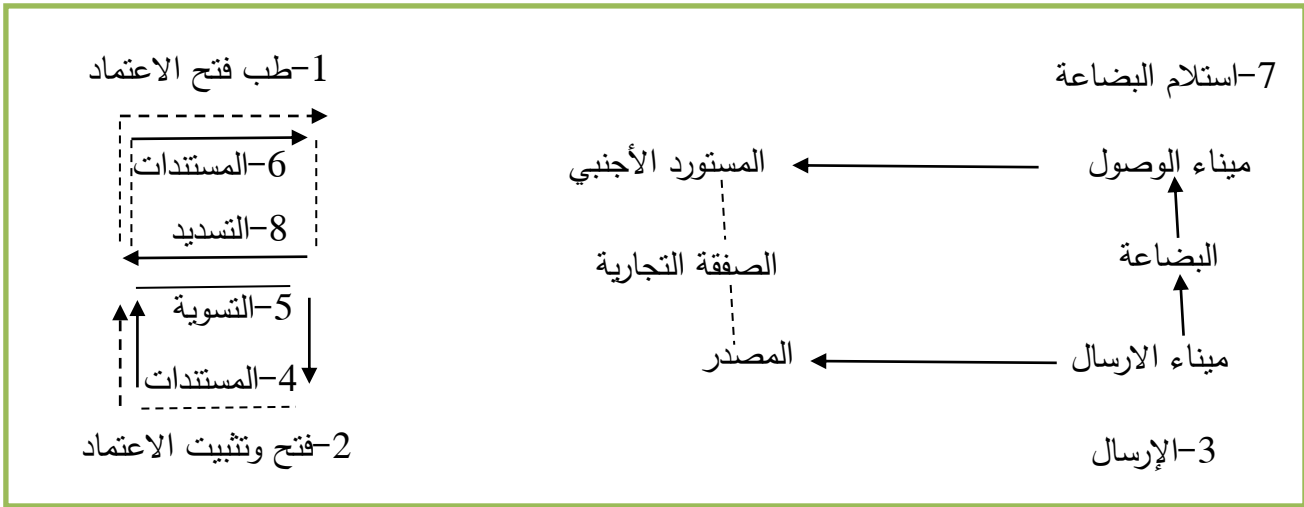 7-استلام البضاعة
1-طب فتح الاعتماد
ميناء الوصول
المستورد الأجنبي
6-المستندات
8-التسديد
البضاعة
الصفقة التجارية
5-التسوية
ميناء الارسال
المصدر
4-المستندات
3-الإرسال
2-فتح وتثبيت الاعتماد